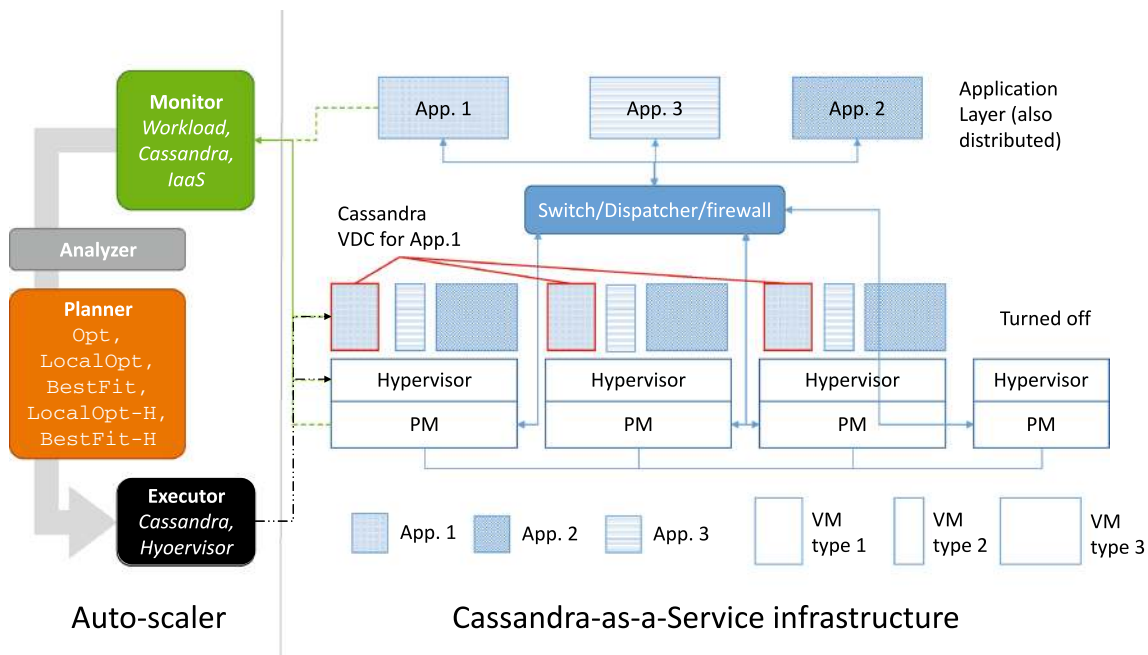 Monitor
Workload,
Cassandra,
IaaS
Analyzer
Planner
Opt,
LocalOpt,
BestFit,
LocalOpt-H,
BestFit-H
Executor
Cassandra,
Hyoervisor
Auto-scaler
App. 1
App. 3
App. 2
Application
Layer (also
distributed)
Switch/Dispatcher/firewall
Cassandra
VDC for App.1
Turned off
Hypervisor
Hypervisor
Hypervisor
Hypervisor
PM
PM
PM
PM
App. 1
App. 2
App. 3
VM
type 1
VM
type 2
VM
type 3
Cassandra-as-a-Service infrastructure